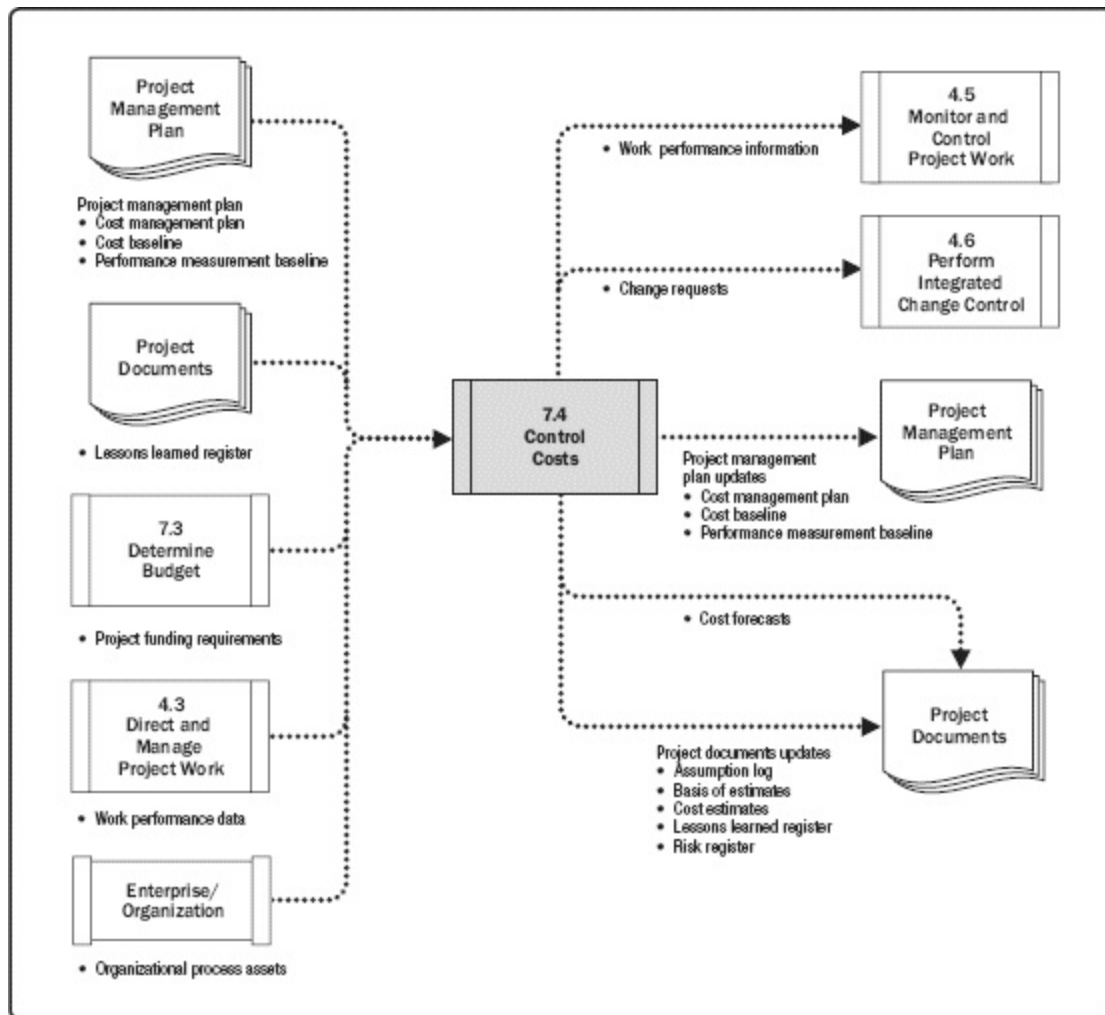 Project
Management
Plan
Project management plan
• Cost management plan
• Cost baseline
• Performance measurement baseline
Project
Documents
• Lessons learned register
7.3
Determine
Budget
• Project funding requirements
4.3
Direct and
Manage
Project Work
• Work performance data
Enterprise/
Organization
• Organizational process assets
7.4
Control
Costs
• Work performance information
4.5
Monitor and
Control
Project Work
• Change requests
4.6
Perform
Integrated
Change Control
Project management
plan updates
• Cost management plan
• Cost baseline
• Performance measurement baseline
Project
Management
Plan
• Cost forecasts
Project documents updates
• Assumption log
• Basis of estimates
• Cost estimates
• Lessons learned register
• Risk register
Project
Documents